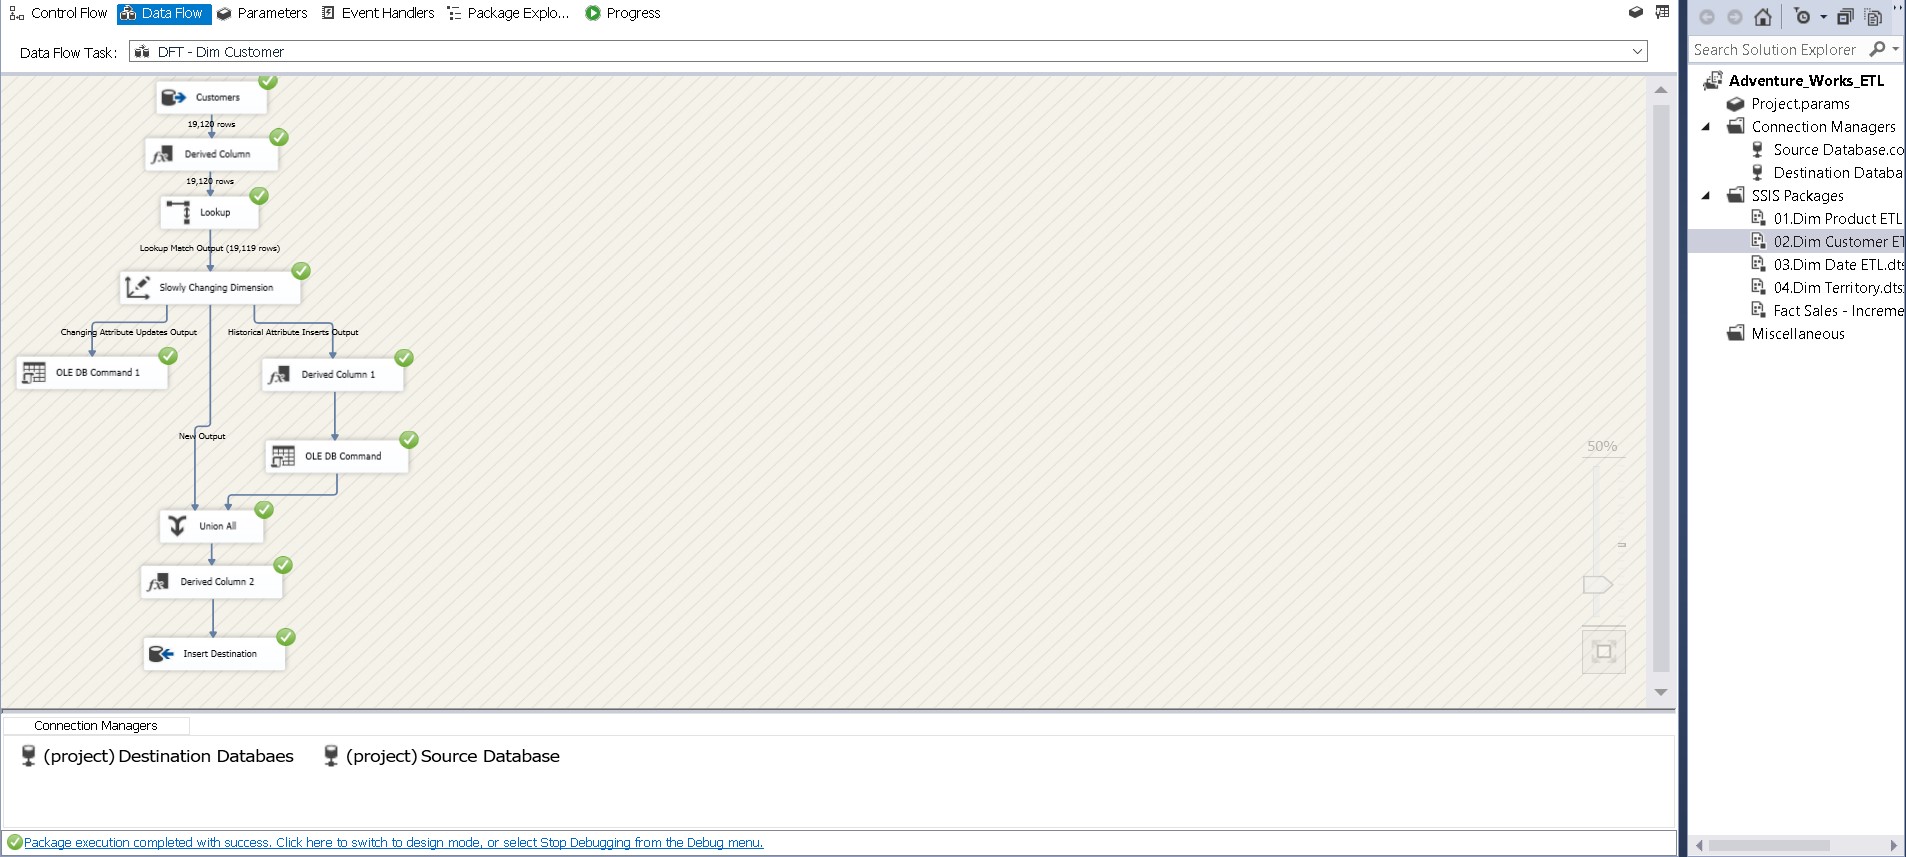 Control Flow
Data Flow
Parameters
Event Handlers
Package Explo...
Progress
Data Flow Task:
DFT - Dim Customer
Customers
19,120 rows
Derived Column
19,120 rows
Lookup
Lookup Match Output (19,119 rows)
Slowly Changing Dimension
Changing Attribute Updates Output
Historical Attribute Inserts Output
OLE DB Command 1
Derived Column 1
New Output
OLE DB Command
Union All
Derived Column 2
Insert Destination
50%
Connection Managers
(project) Destination Databaes
(project) Source Database
Package execution completed with success. Click here to switch to design mode, or select Stop Debugging from the Debug menu.
Search Solution Explorer
Adventure_Works_ETL
Project.params
Connection Managers
Source Database.co
Destination Databa
SSIS Packages
01.Dim Product ETL
02.Dim Customer ET
03.Dim Date ETL.dts
04.Dim Territory.dts
Fact Sales - Increme
Miscellaneous